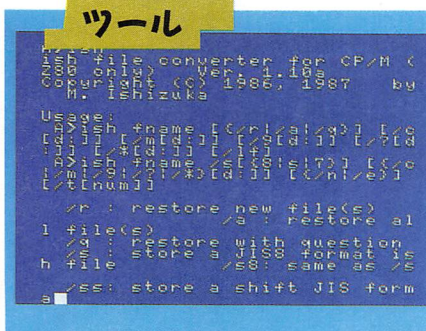 ツール
ish file converter for CP/M (
Z80 only)   Ver. 1.10a
Copyright (C) 1986, 1987   by
   M. Ishizuka
Usage:
  A>ish fname [{/r|/a|/q}] [/c
  A>ish fname /s[{8|s|7}] [{/c
|/m|/9|/?|/*}[d:]] [{/n|/e}]
[/t[num]]
   /r : restore new file(s)
               /a : restore al
l file(s)
   /q : restore with question
   /s : store a JIS8 format is
h file          /s8: same as /s
   /ss: store a shift JIS form
a